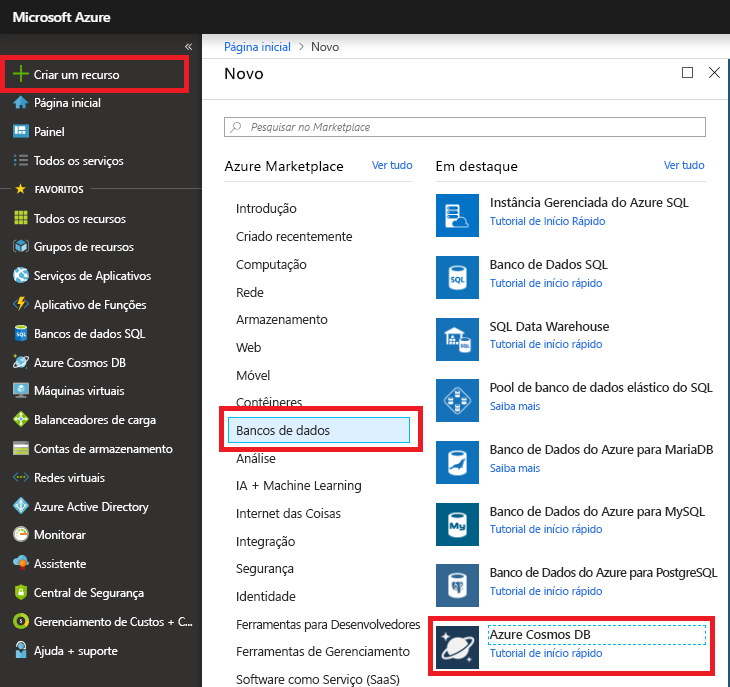 Microsoft Azure
«
Criar um recurso
Página inicial
Painel
Todos os serviços
FAVORITOS
Todos os recursos
Grupos de recursos
Serviços de Aplicativos
Aplicativo de Funções
Bancos de dados SQL
Azure Cosmos DB
Máquinas virtuais
Balanceadores de carga
Contas de armazenamento
Redes virtuais
Azure Active Directory
Monitorar
Assistente
Central de Segurança
Gerenciamento de Custos + C...
Ajuda + suporte
Página inicial > Novo
Novo
Pesquisar no Marketplace
Azure Marketplace Ver tudo
Introdução
Criado recentemente
Computação
Rede
Armazenamento
Web
Móvel
Contêineres
Bancos de dados
Análise
IA + Machine Learning
Internet das Coisas
Integração
Segurança
Identidade
Ferramentas para Desenvolvedores
Ferramentas de Gerenciamento
Software como Serviço (SaaS)
Em destaque Ver tudo
Instância Gerenciada do Azure SQL
Tutorial de Início Rápido
Banco de Dados SQL
Tutorial de início rápido
SQL Data Warehouse
Tutorial de início rápido
Pool de banco de dados elástico do SQL
Saiba mais
Banco de Dados do Azure para MariaDB
Saiba mais
Banco de Dados do Azure para MySQL
Tutorial de início rápido
Banco de Dados do Azure para PostgreSQL
Tutorial de início rápido
Azure Cosmos DB
Tutorial de início rápido